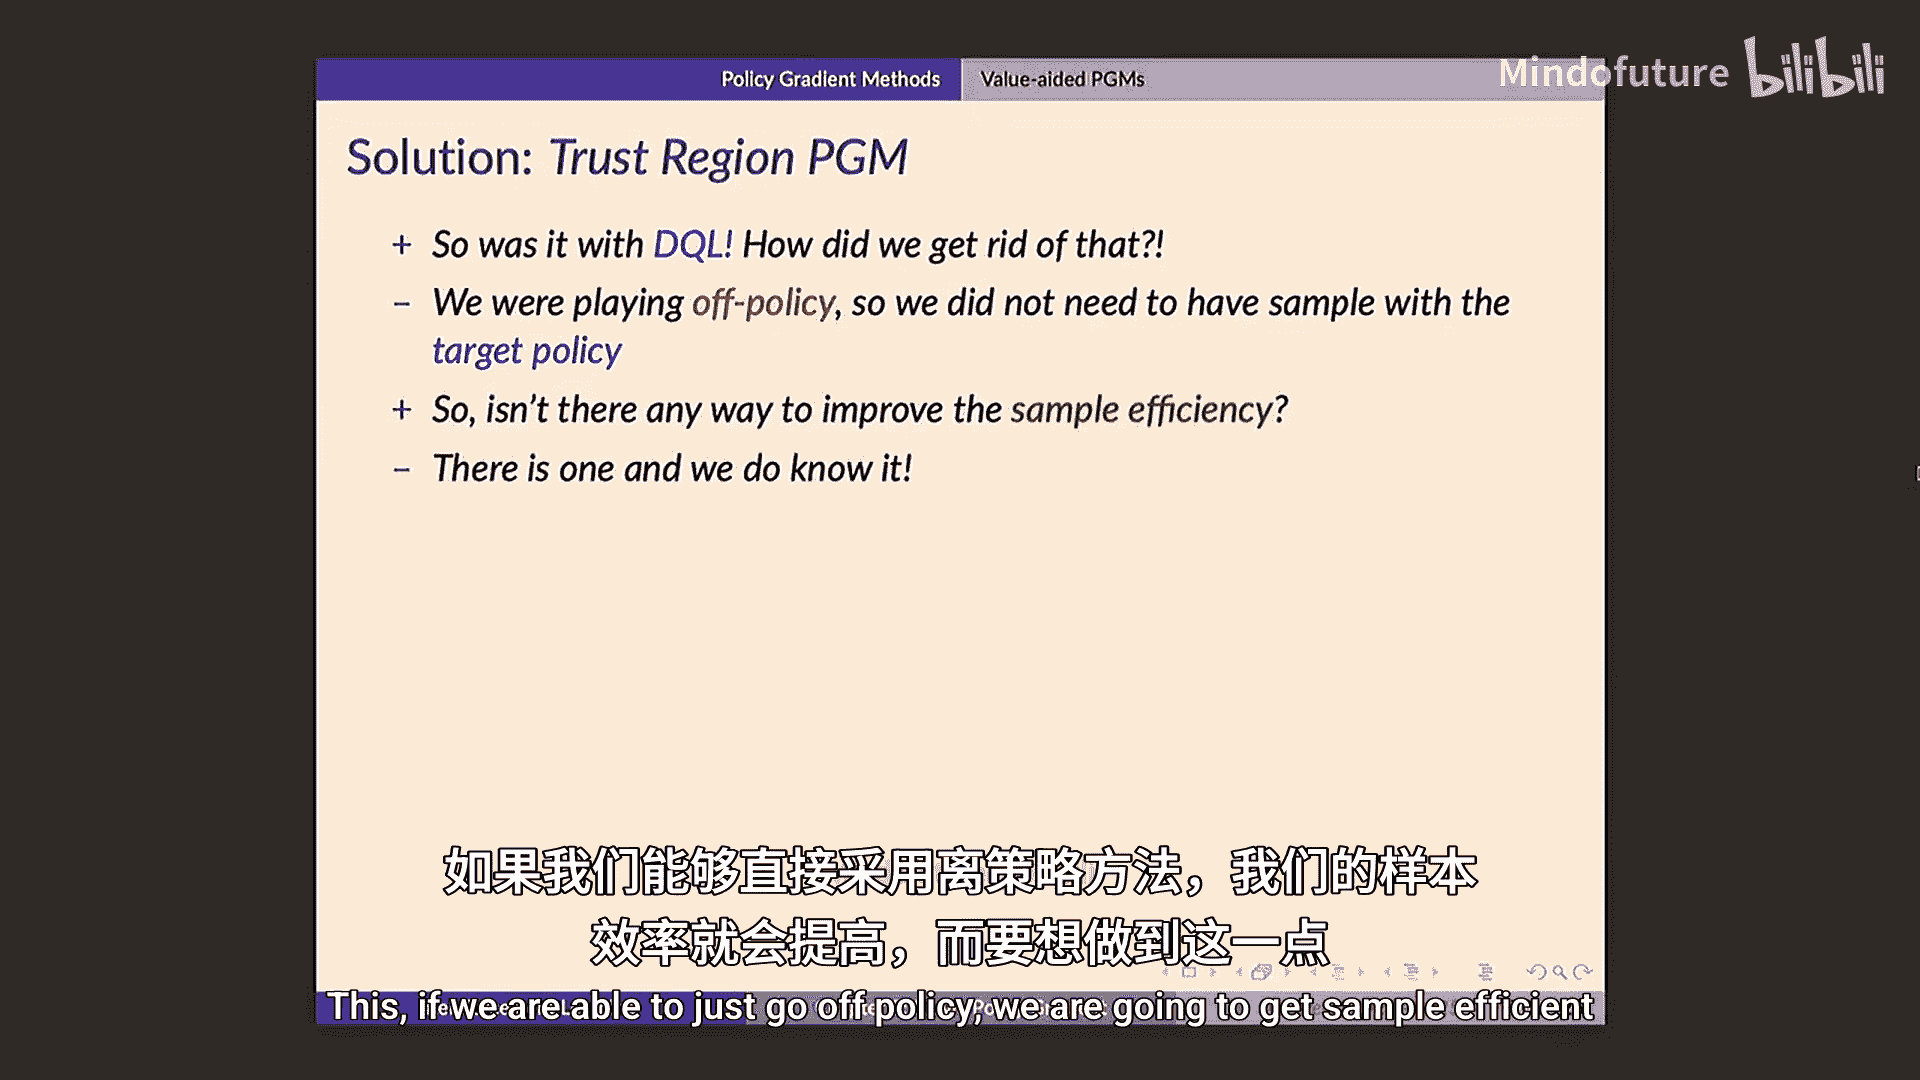 Policy Gradient Methods
Value-aided PGMs
Mindofuture bilibili
Solution: Trust Region PGM
+ So was it with DQL! How did we get rid of that?!
– We were playing off-policy, so we did not need to have sample with the
target policy
+ So, isn't there any way to improve the sample efficiency?
– There is one and we do know it!
如果我们能够直接采用离策略方法，我们的样本
效率就会提高，而要想做到这一点
This, if we are able to just go off policy, we are going to get sample efficient